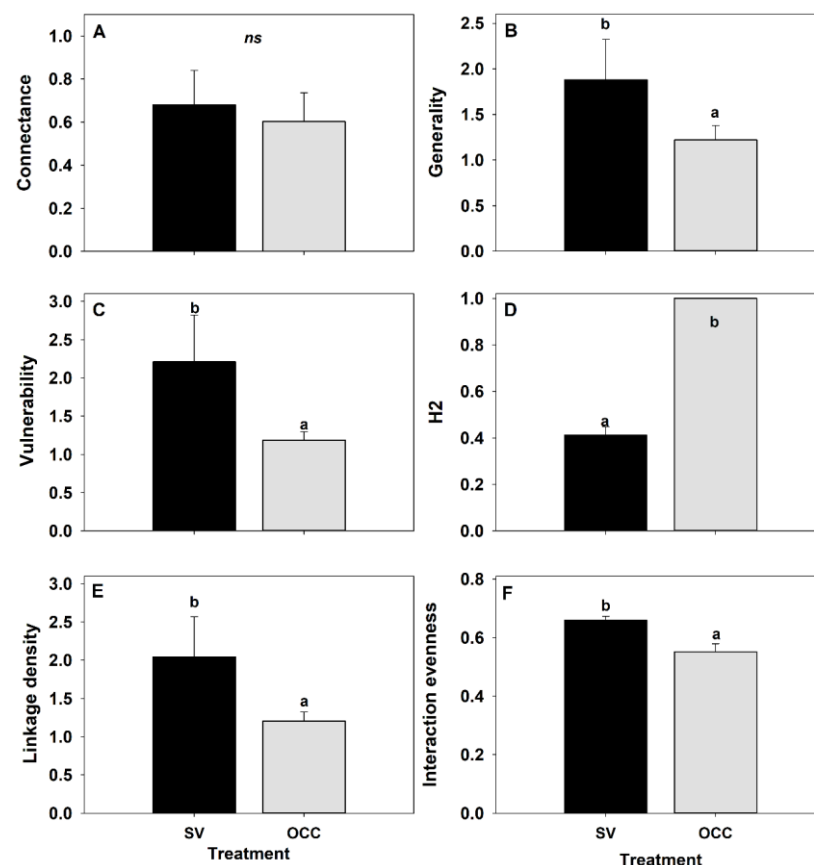 A
ns
Connectance
1.0
0.8
0.6
0.4
0.2
0.0
B
b
a
Generality
2.5
2.0
1.5
1.0
0.5
0.0
C
b
a
Vulnerability
3.0
2.5
2.0
1.5
1.0
0.5
0.0
D
a
b
H2
1.0
0.8
0.6
0.4
0.2
0.0
E
b
a
Linkage density
3.0
2.5
2.0
1.5
1.0
0.5
0.0
SV OCC
Treatment
F
b
a
Interaction evenness
0.8
0.6
0.4
0.2
0.0
SV OCC
Treatment